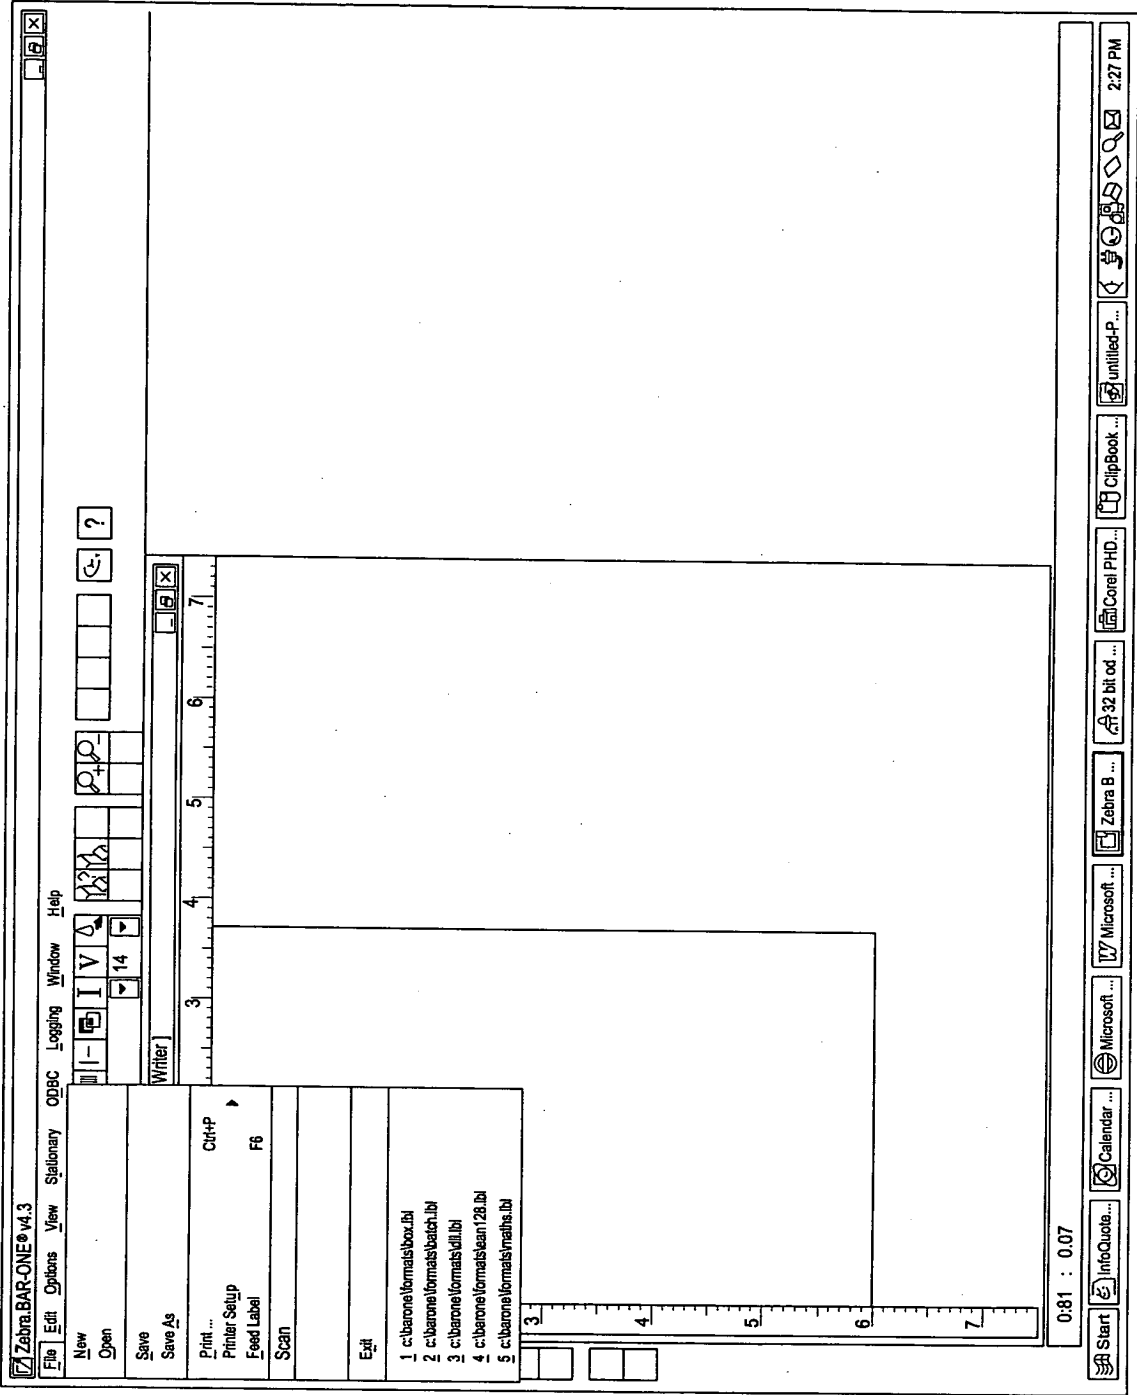 Zebra.BAR-ONE® v4.3
File Edit Options View Stationary ODBC Logging Window Help
I V
14
?
New
Open
Save
Save As
Print ... Ctrl+P
Printer Setup
Feed Label F6
Scan
Exit
1 c:\barone\formats\box.lbl
2 c:\barone\formats\batch.lbl
3 c:\barone\formats\dll.lbl
4 c:\barone\formats\ean128.lbl
5 c:\barone\formats\maths.lbl
Writer ]
3 4 5 6 7
3
4
5
6
7
0:81 : 0.07
Start InfoQuote... Calendar ... Microsoft ... W Microsoft ... Zebra B ... 32 bit od ... Corel PHD... ClipBook ... untitled-P... 2:27 PM